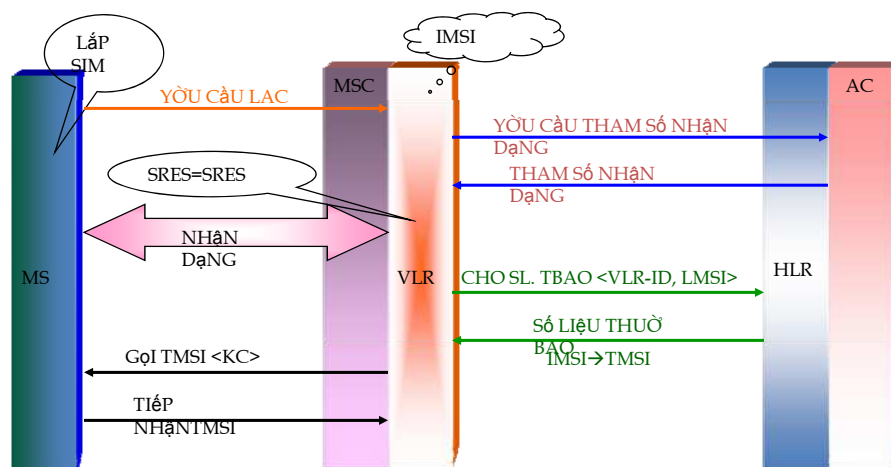 LắP
SIM
IMSI
MSC
AC
YỜU CầU LAC
YỜU CầU THAM Số NHậN
DạNG
THAM Số NHậN
DạNG
SRES=SRES
NHậN
DạNG
MS
VLR
HLR
CHO SL. TBAO <VLR-ID, LMSI>
Số LIệU THUỜ
BAO
IMSI→TMSI
GọI TMSI <KC>
TIếP
NHậNTMSI